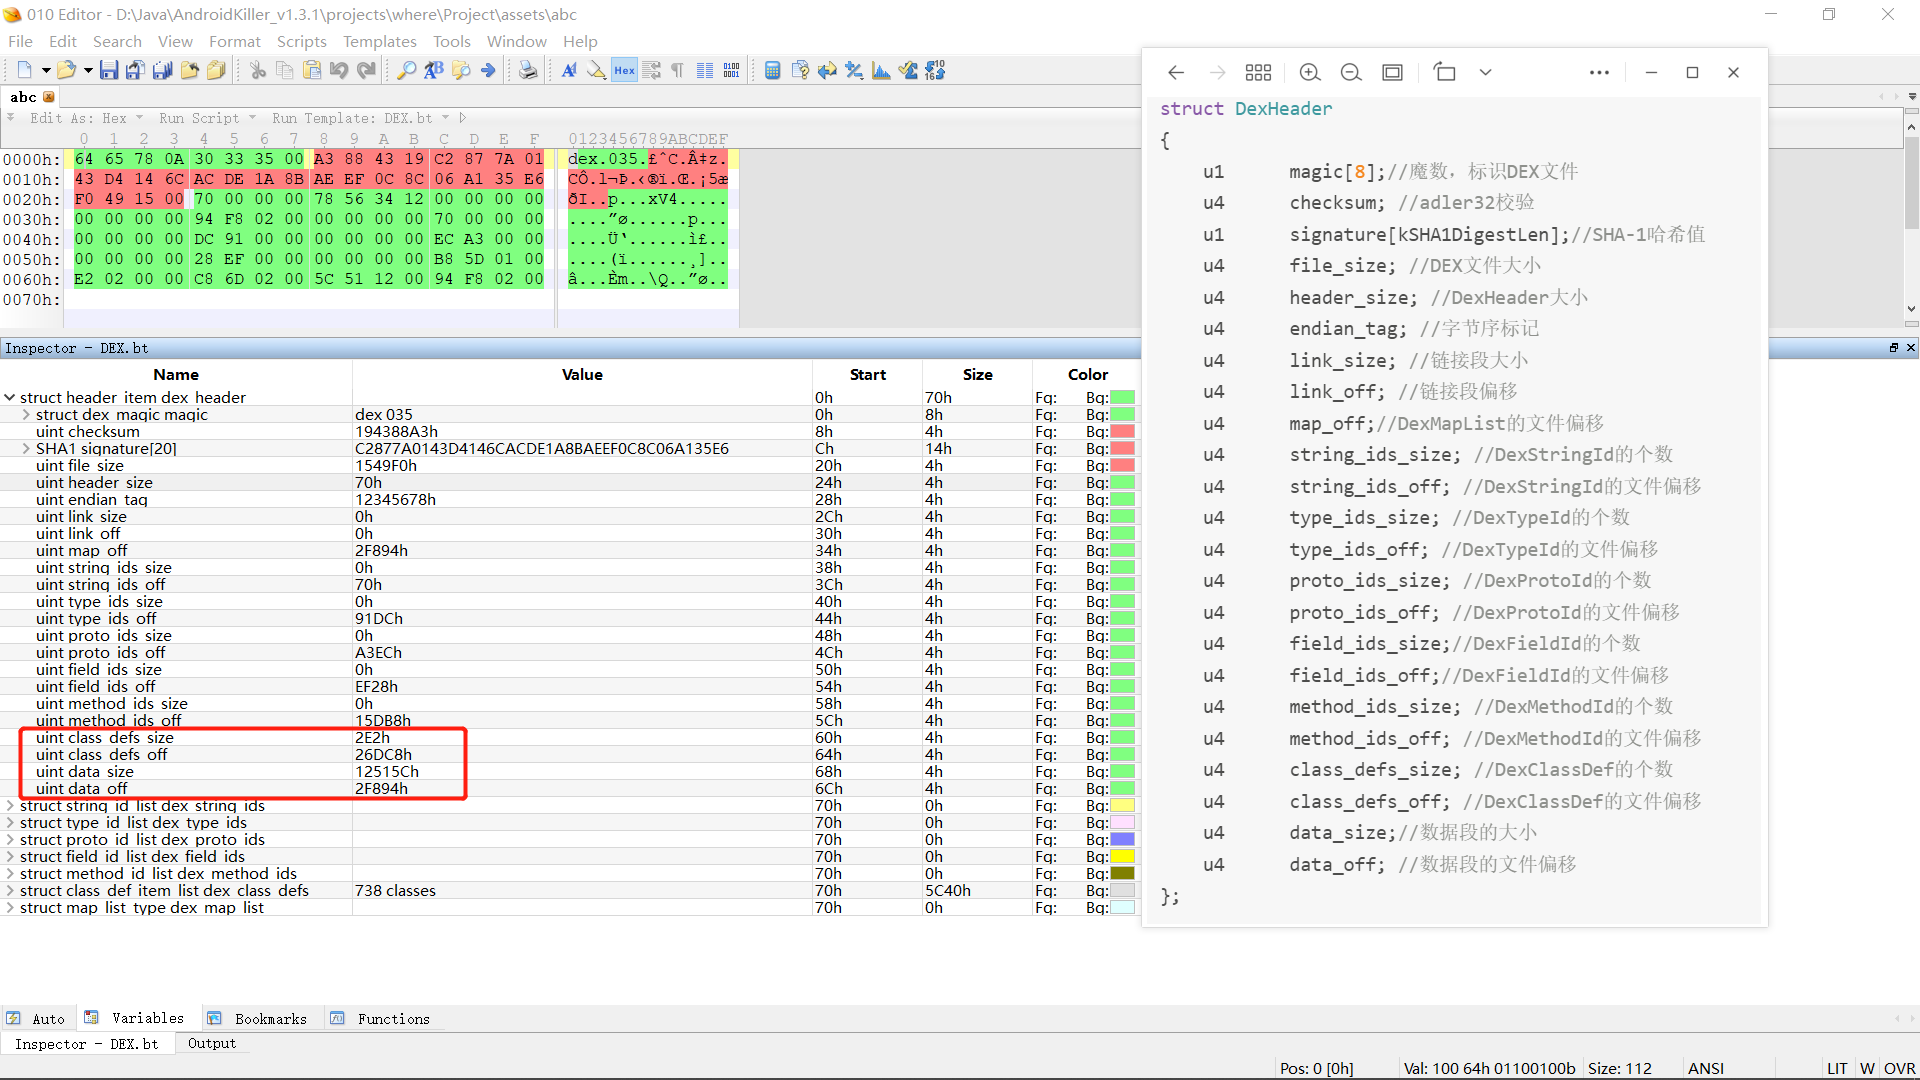 010 Editor - D:\Java\AndroidKiller_v1.3.1\projects\where\Project\assets\abc
File Edit Search View Format Scripts Templates Tools Window Help
Hex
abc
Edit As: Hex Run Script Run Template: DEX.bt
0 1 2 3 4 5 6 7 8 9 A B C D E F 0123456789ABCDEF
0000h: 64 65 78 0A 30 33 35 00 A3 88 43 19 C2 87 7A 01 dex.035.£ˆC.Â‡z.
0010h: 43 D4 14 6C AC DE 1A 8B AE EF 0C 8C 06 A1 35 E6 CÔ.l¬Þ.‹®ï.Œ.¡5æ
0020h: F0 49 15 00 70 00 00 00 78 56 34 12 00 00 00 00 ðI..p...xV4.....
0030h: 00 00 00 00 94 F8 02 00 00 00 00 00 70 00 00 00 ....”ø......p...
0040h: 00 00 00 00 DC 91 00 00 00 00 00 00 EC A3 00 00 ....Ü‘......ì£..
0050h: 00 00 00 00 28 EF 00 00 00 00 00 00 B8 5D 01 00 ....(ï......¸]..
0060h: E2 02 00 00 C8 6D 02 00 5C 51 12 00 94 F8 02 00 â...Èm..\Q..”ø..
0070h:
Inspector - DEX.bt
Name Value Start Size Color
struct header_item dex_header 0h 70h Fg: Bg:
struct dex_magic magic dex 035 0h 8h Fg: Bg:
uint checksum 194388A3h 8h 4h Fg: Bg:
SHA1 signature[20] C2877A0143D4146CACDE1A8BAEEF0C8C06A135E6 Ch 14h Fg: Bg:
uint file_size 1549F0h 20h 4h Fg: Bg:
uint header_size 70h 24h 4h Fg: Bg:
uint endian_tag 12345678h 28h 4h Fg: Bg:
uint link_size 0h 2Ch 4h Fg: Bg:
uint link_off 0h 30h 4h Fg: Bg:
uint map_off 2F894h 34h 4h Fg: Bg:
uint string_ids_size 0h 38h 4h Fg: Bg:
uint string_ids_off 70h 3Ch 4h Fg: Bg:
uint type_ids_size 0h 40h 4h Fg: Bg:
uint type_ids_off 91DCh 44h 4h Fg: Bg:
uint proto_ids_size 0h 48h 4h Fg: Bg:
uint proto_ids_off A3ECh 4Ch 4h Fg: Bg:
uint field_ids_size 0h 50h 4h Fg: Bg:
uint field_ids_off EF28h 54h 4h Fg: Bg:
uint method_ids_size 0h 58h 4h Fg: Bg:
uint method_ids_off 15DB8h 5Ch 4h Fg: Bg:
uint class_defs_size 2E2h 60h 4h Fg: Bg:
uint class_defs_off 26DC8h 64h 4h Fg: Bg:
uint data_size 12515Ch 68h 4h Fg: Bg:
uint data_off 2F894h 6Ch 4h Fg: Bg:
struct string_id_list dex_string_ids 70h 0h Fg: Bg:
struct type_id_list dex_type_ids 70h 0h Fg: Bg:
struct proto_id_list dex_proto_ids 70h 0h Fg: Bg:
struct field_id_list dex_field_ids 70h 0h Fg: Bg:
struct method_id_list dex_method_ids 70h 0h Fg: Bg:
struct class_def_item_list dex_class_defs 738 classes 70h 5C40h Fg: Bg:
struct map_list_type dex_map_list 70h 0h Fg: Bg:
struct DexHeader
{
u1 magic[8];//魔数，标识DEX文件
u4 checksum; //adler32校验
u1 signature[kSHA1DigestLen];//SHA-1哈希值
u4 file_size; //DEX文件大小
u4 header_size; //DexHeader大小
u4 endian_tag; //字节序标记
u4 link_size; //链接段大小
u4 link_off; //链接段偏移
u4 map_off;//DexMapList的文件偏移
u4 string_ids_size; //DexStringId的个数
u4 string_ids_off; //DexStringId的文件偏移
u4 type_ids_size; //DexTypeId的个数
u4 type_ids_off; //DexTypeId的文件偏移
u4 proto_ids_size; //DexProtoId的个数
u4 proto_ids_off; //DexProtoId的文件偏移
u4 field_ids_size;//DexFieldId的个数
u4 field_ids_off;//DexFieldId的文件偏移
u4 method_ids_size; //DexMethodId的个数
u4 method_ids_off; //DexMethodId的文件偏移
u4 class_defs_size; //DexClassDef的个数
u4 class_defs_off; //DexClassDef的文件偏移
u4 data_size;//数据段的大小
u4 data_off; //数据段的文件偏移
};
Auto Variables Bookmarks Functions
Inspector - DEX.bt Output
Pos: 0 [0h] Val: 100 64h 01100100b Size: 112 ANSI LIT W OVR